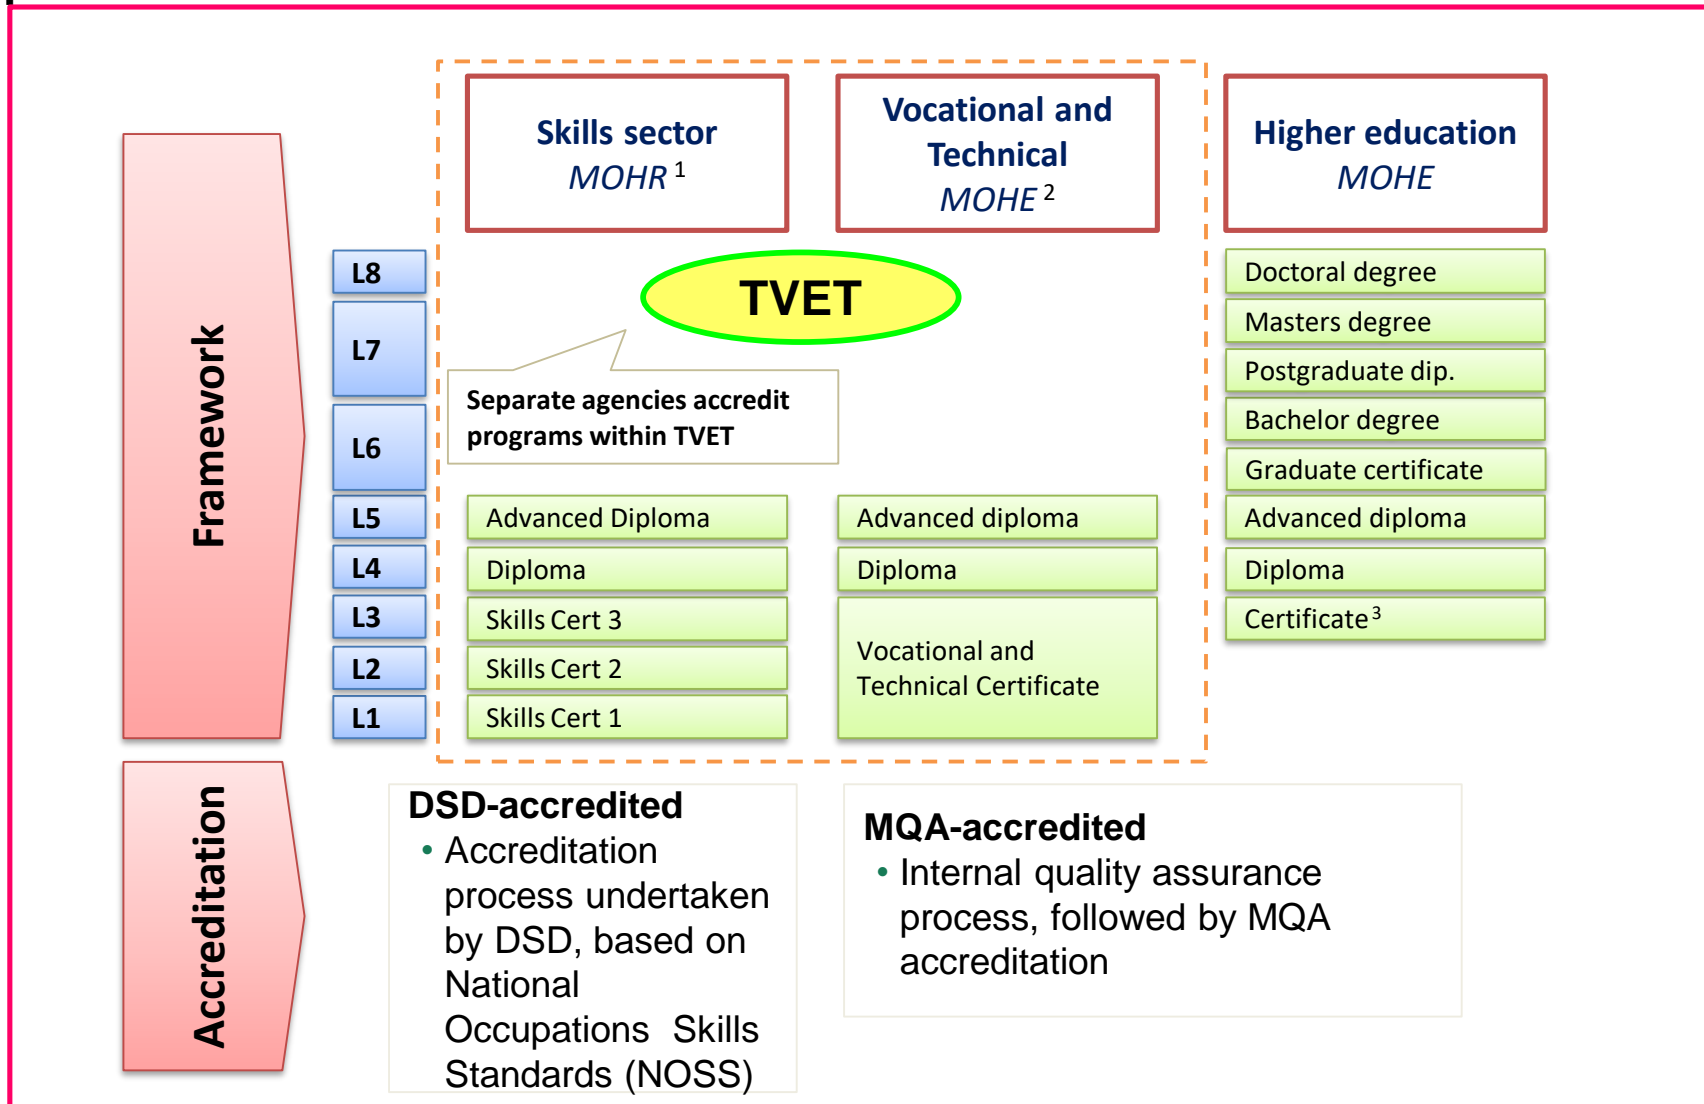 Skills sector
MOHR 1
Vocational and
Technical
MOHE 2
Higher education
MOHE
Framework
L8
L7
L6
L5
L4
L3
L2
L1
TVET
Separate agencies accredit
programs within TVET
Advanced Diploma
Diploma
Skills Cert 3
Skills Cert 2
Skills Cert 1
Advanced diploma
Diploma
Vocational and
Technical Certificate
Doctoral degree
Masters degree
Postgraduate dip.
Bachelor degree
Graduate certificate
Advanced diploma
Diploma
Certificate 3
Accreditation
DSD-accredited
• Accreditation
process undertaken
by DSD, based on
National
Occupations Skills
Standards (NOSS)
MQA-accredited
• Internal quality assurance
process, followed by MQA
accreditation